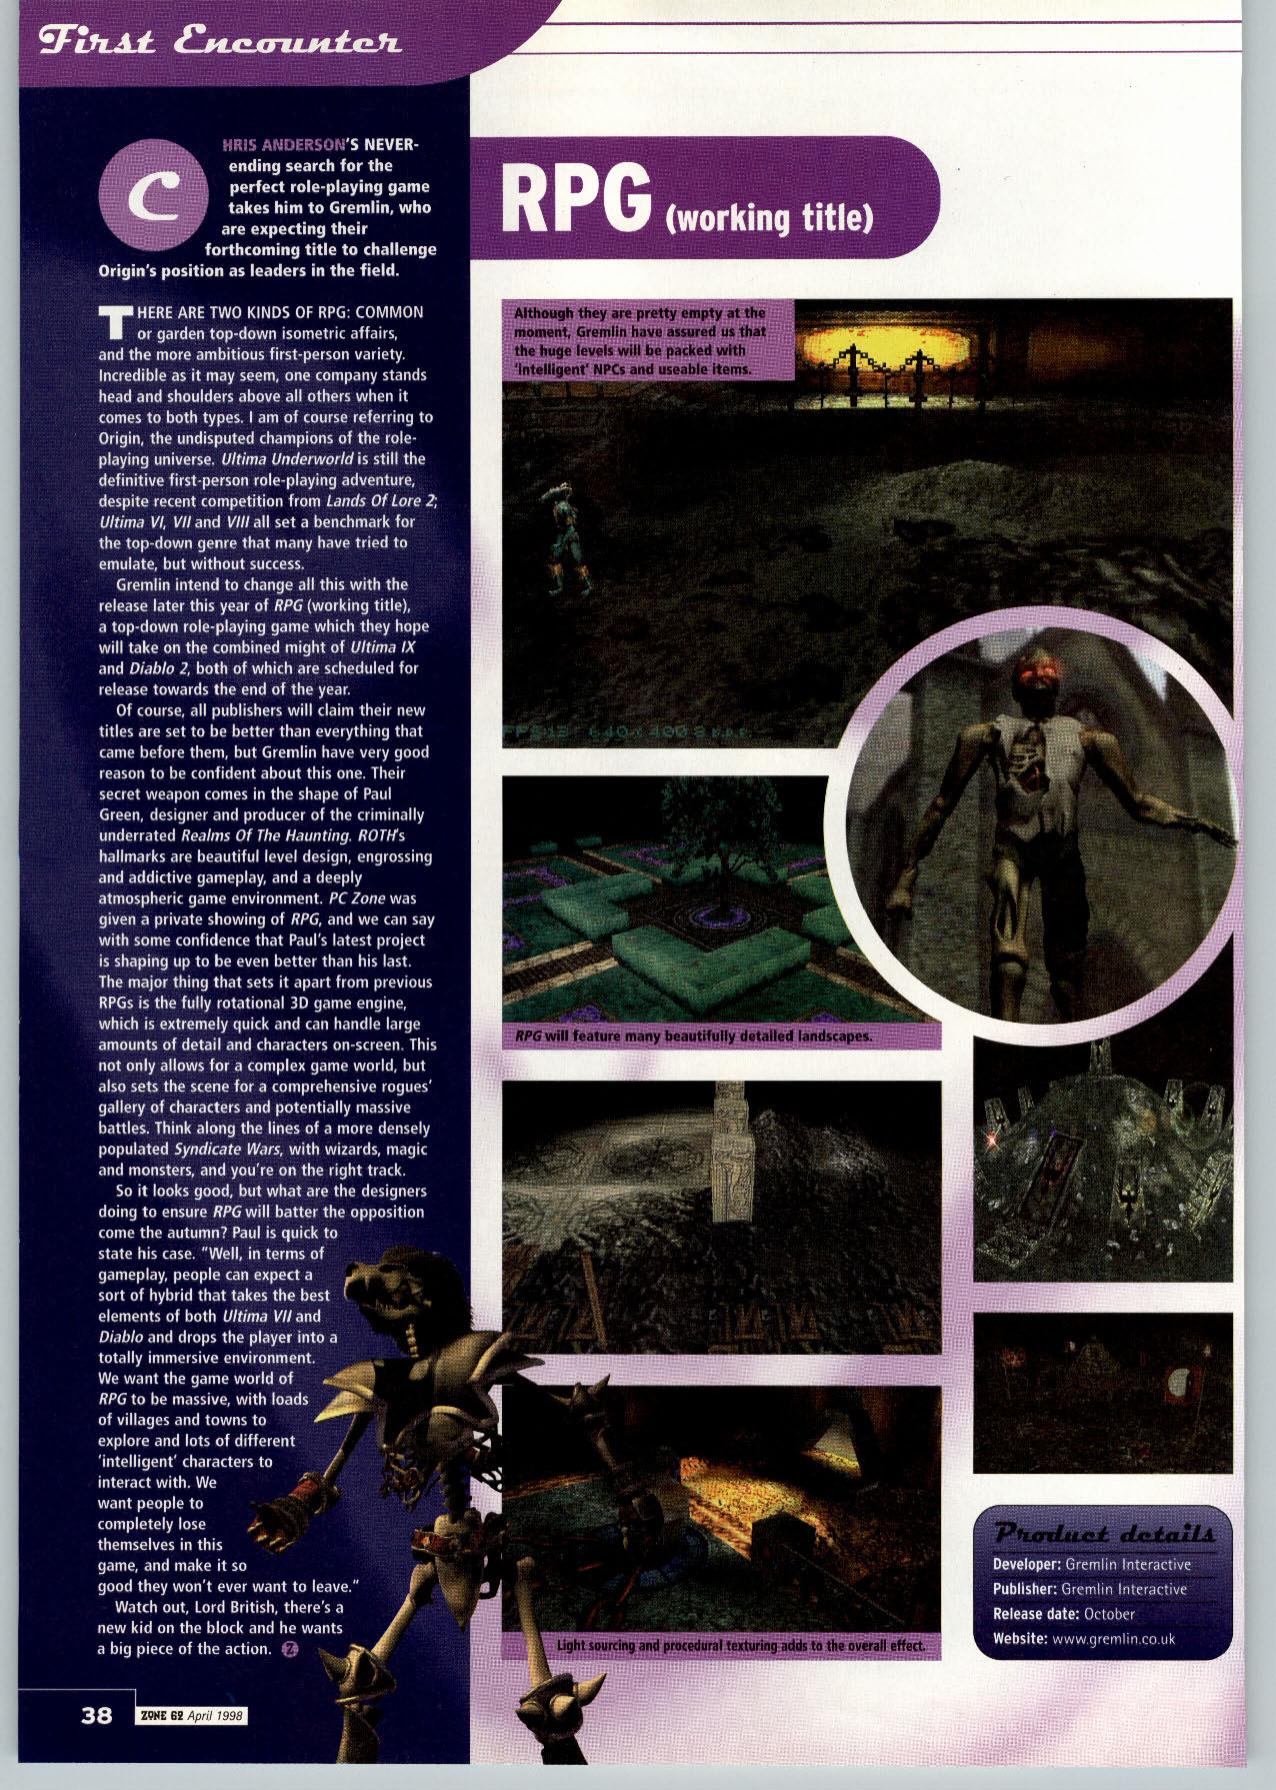 First Encounter
CHRIS ANDERSON'S NEVER-
ending search for the
perfect role-playing game
takes him to Gremlin, who
are expecting their
forthcoming title to challenge
Origin's position as leaders in the field.
THERE ARE TWO KINDS OF RPG: COMMON
or garden top-down isometric affairs,
and the more ambitious first-person variety.
Incredible as it may seem, one company stands
head and shoulders above all others when it
comes to both types. I am of course referring to
Origin, the undisputed champions of the role-
playing universe. Ultima Underworld is still the
definitive first-person role-playing adventure,
despite recent competition from Lands Of Lore 2;
Ultima VI, VII and VIII all set a benchmark for
the top-down genre that many have tried to
emulate, but without success.
Gremlin intend to change all this with the
release later this year of RPG (working title),
a top-down role-playing game which they hope
will take on the combined might of Ultima IX
and Diablo 2, both of which are scheduled for
release towards the end of the year.
Of course, all publishers will claim their new
titles are set to be better than everything that
came before them, but Gremlin have very good
reason to be confident about this one. Their
secret weapon comes in the shape of Paul
Green, designer and producer of the criminally
underrated Realms Of The Haunting. ROTH's
hallmarks are beautiful level design, engrossing
and addictive gameplay, and a deeply
atmospheric game environment. PC Zone was
given a private showing of RPG, and we can say
with some confidence that Paul's latest project
is shaping up to be even better than his last.
The major thing that sets it apart from previous
RPGs is the fully rotational 3D game engine,
which is extremely quick and can handle large
amounts of detail and characters on-screen. This
not only allows for a complex game world, but
also sets the scene for a comprehensive rogues'
gallery of characters and potentially massive
battles. Think along the lines of a more densely
populated Syndicate Wars, with wizards, magic
and monsters, and you're on the right track.
So it looks good, but what are the designers
doing to ensure RPG will batter the opposition
come the autumn? Paul is quick to
state his case. "Well, in terms of
gameplay, people can expect a
sort of hybrid that takes the best
elements of both Ultima VII and
Diablo and drops the player into a
totally immersive environment.
We want the game world of
RPG to be massive, with loads
of villages and towns to
explore and lots of different
'intelligent' characters to
interact with. We
want people to
completely lose
themselves in this
game, and make it so
good they won't ever want to leave."
Watch out, Lord British, there's a
new kid on the block and he wants
a big piece of the action. Z
38
ZONE 62 April 1998
RPG (working title)
Although they are pretty empty at the
moment, Gremlin have assured us that
the huge levels will be packed with
'intelligent' NPCs and useable items.
RPG will feature many beautifully detailed landscapes.
Light sourcing and procedural texturing adds to the overall effect.
Product details
Developer: Gremlin Interactive
Publisher: Gremlin Interactive
Release date: October
Website: www.gremlin.co.uk